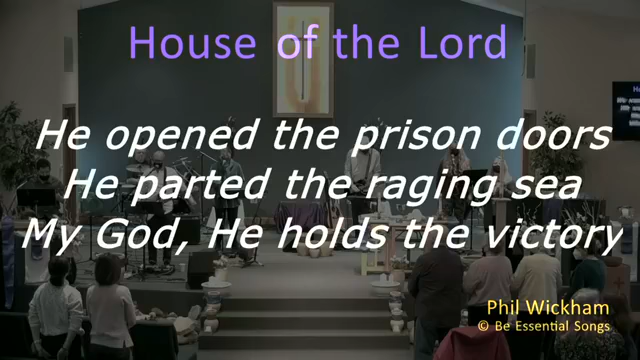 House of the Lord
He opened the prison doors
He parted the raging sea
My God, He holds the victory
Phil Wickham
© Be Essential Songs